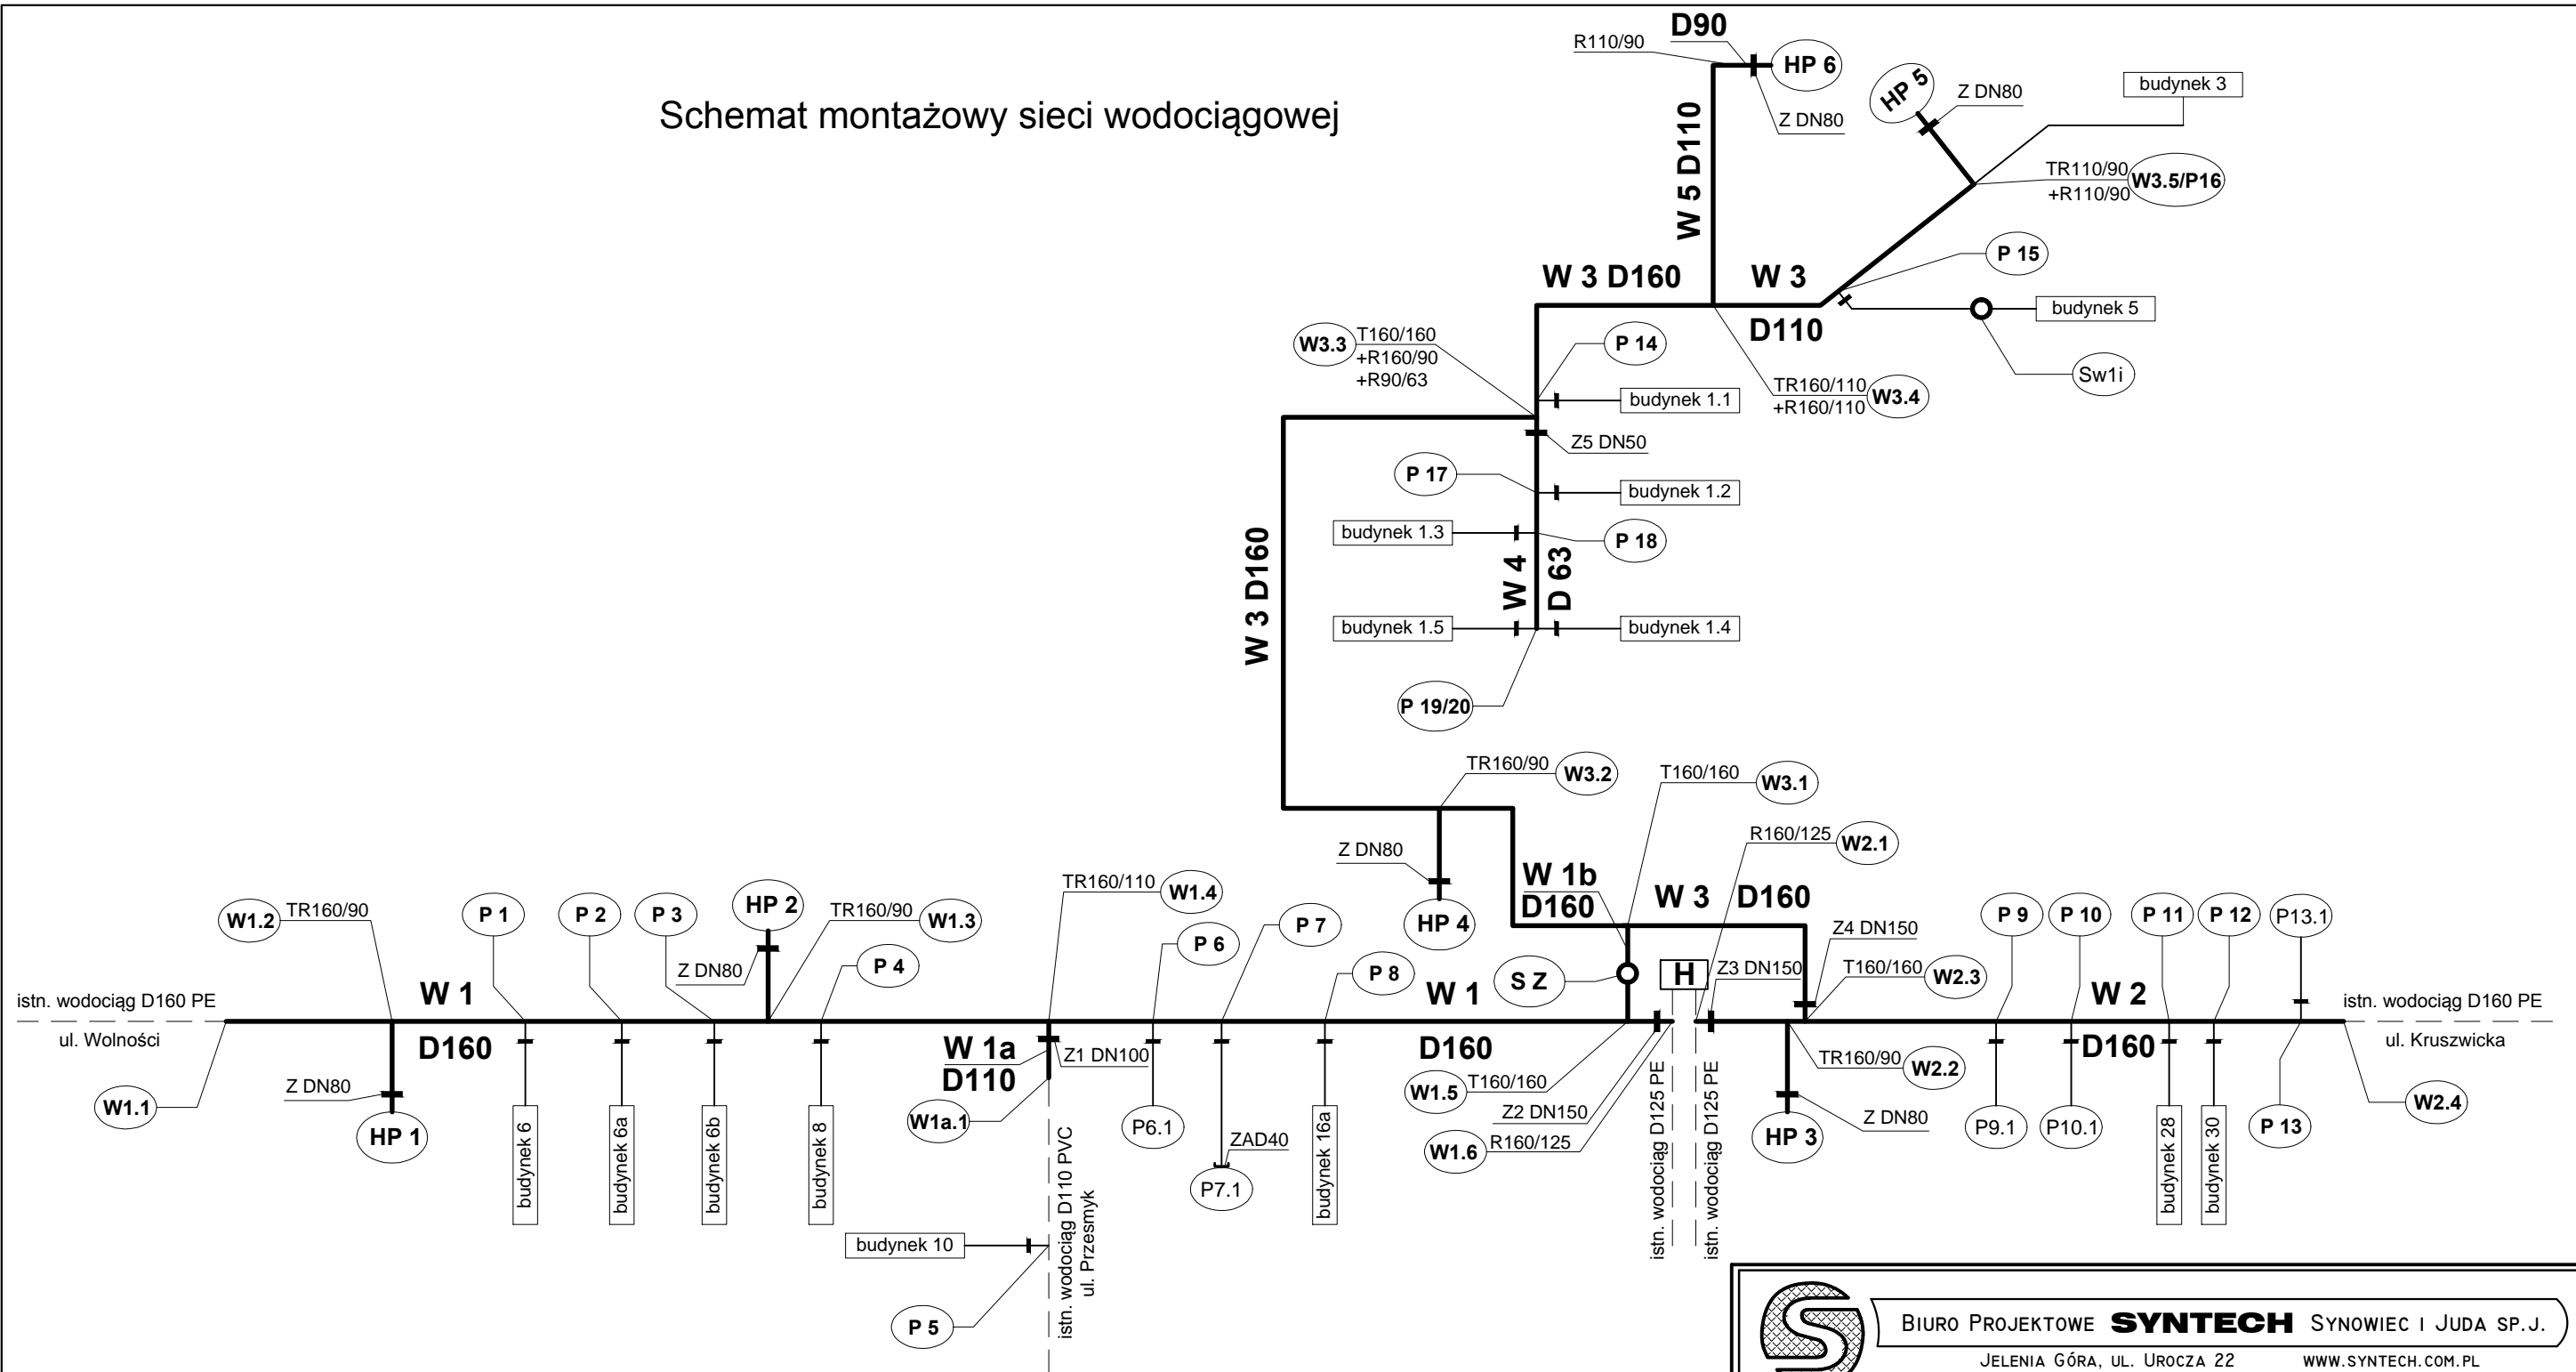 D90
R110/90
HP 6
Z DN80
HP 5
Z DN80
budynek 3
Schemat montażowy sieci wodociągowej
W 5 D110
TR110/90
+R110/90
W3.5/P16
P 15
W 3 D160
W 3
D110
budynek 5
Sw1i
W3.3
T160/160
+R160/90
+R90/63
P 14
budynek 1.1
TR160/110
+R160/110
W3.4
Z5 DN50
P 17
budynek 1.2
budynek 1.3
P 18
W 3 D160
W 4
D 63
budynek 1.5
budynek 1.4
P 19/20
TR160/90
W3.2
T160/160
W3.1
R160/125
W2.1
Z DN80
HP 4
W 1b
D160
W 3
D160
W1.2
TR160/90
P 1
P 2
P 3
HP 2
TR160/90
W1.3
TR160/110
W1.4
P 6
P 7
P 8
Z DN80
P 4
S Z
H
Z3 DN150
Z4 DN150
T160/160
W2.3
P 9
P 10
P 11
P 12
P13.1
istn. wodociąg D160 PE
ul. Wolności
W 1
D160
W 1
D160
W 2
D160
istn. wodociąg D160 PE
ul. Kruszwicka
W1.1
Z DN80
HP 1
budynek 6
budynek 6a
budynek 6b
budynek 8
W 1a
D110
Z1 DN100
W1a.1
P6.1
ZAD40
P7.1
budynek 16a
W1.5
T160/160
Z2 DN150
W1.6
R160/125
istn. wodociąg D125 PE
istn. wodociąg D125 PE
TR160/90
W2.2
Z DN80
HP 3
P9.1
P10.1
budynek 28
budynek 30
P 13
W2.4
budynek 10
P 5
istn. wodociąg D110 PVC
ul. Przesmyk
BIURO PROJEKTOWE SYNTECH SYNOWIEC I JUDA SP.J.
JELENIA GÓRA, UL. UROCZA 22 WWW.SYNTECH.COM.PL